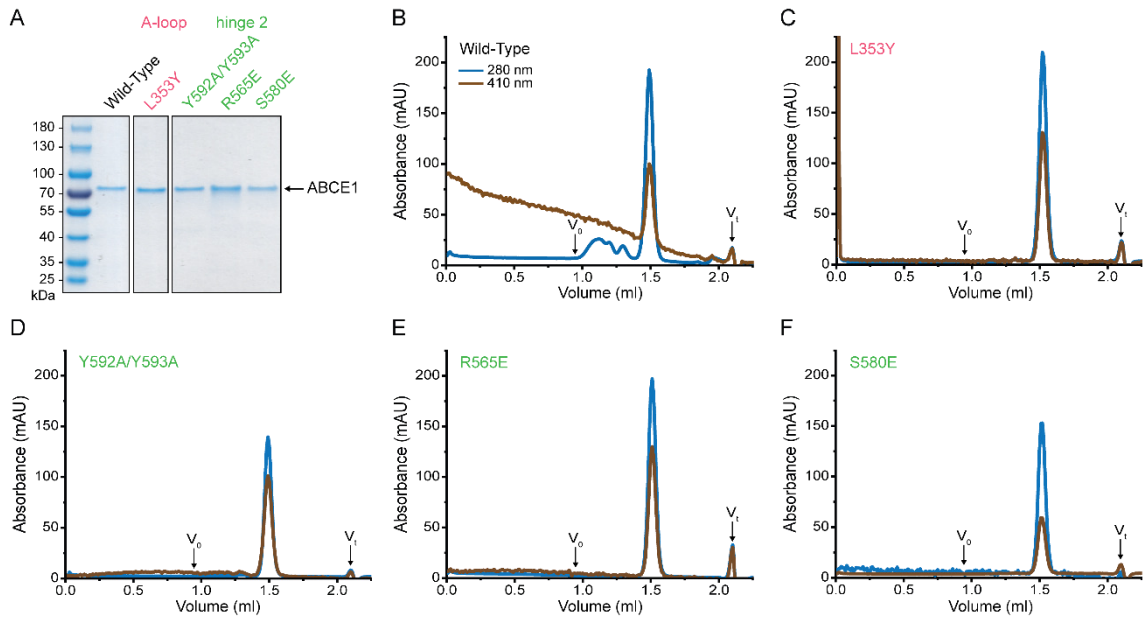 A
A-loop
hinge 2
Wild-Type
L353Y
Y592A/Y593A
R565E
S580E
180
130
100
70
55
40
35
25
kDa
ABCE1
B
Wild-Type
280 nm
410 nm
Absorbance (mAU)
200
150
100
50
0
V₀
Vₜ
0.0 0.5 1.0 1.5 2.0
Volume (ml)
C
L353Y
Absorbance (mAU)
200
150
100
50
0
V₀
Vₜ
0.0 0.5 1.0 1.5 2.0
Volume (ml)
D
Y592A/Y593A
Absorbance (mAU)
200
150
100
50
0
V₀
Vₜ
0.0 0.5 1.0 1.5 2.0
Volume (ml)
E
R565E
Absorbance (mAU)
200
150
100
50
0
V₀
Vₜ
0.0 0.5 1.0 1.5 2.0
Volume (ml)
F
S580E
Absorbance (mAU)
200
150
100
50
0
V₀
Vₜ
0.0 0.5 1.0 1.5 2.0
Volume (ml)